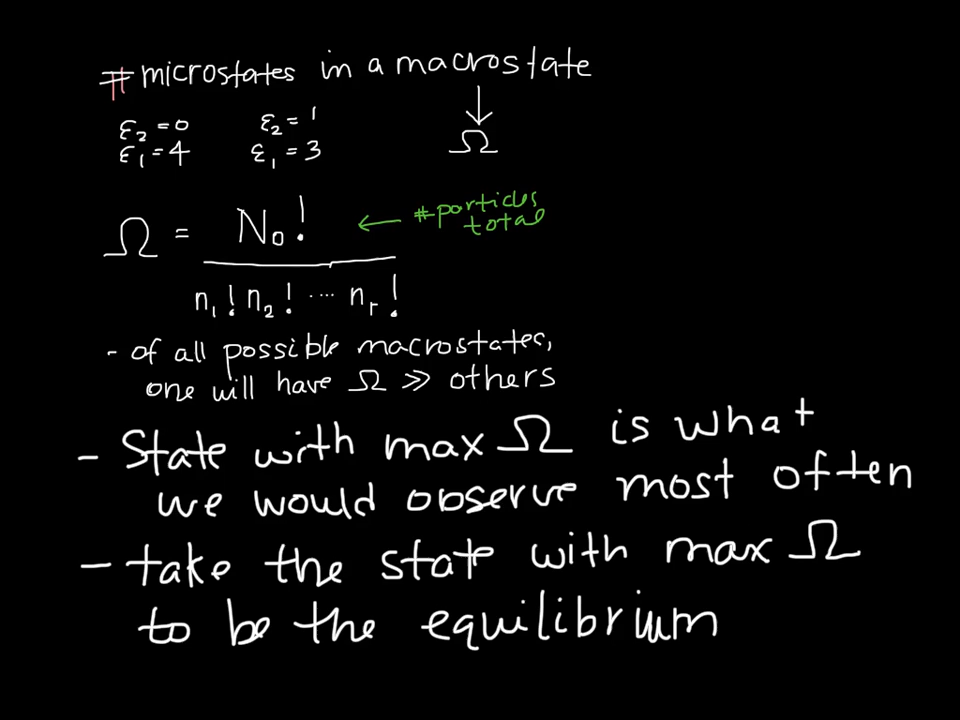 # microstates in a macrostate
ε₂ = 0 ε₂ = 1
ε₁ = 4 ε₁ = 3
↓
Ω
Ω = N₀! / n₁! n₂! ... nᵣ!
← # particles
total
- of all possible macrostates,
one will have Ω >> others
- State with max Ω is what
we would observe most often
- take the state with max Ω
to be the equilibrium